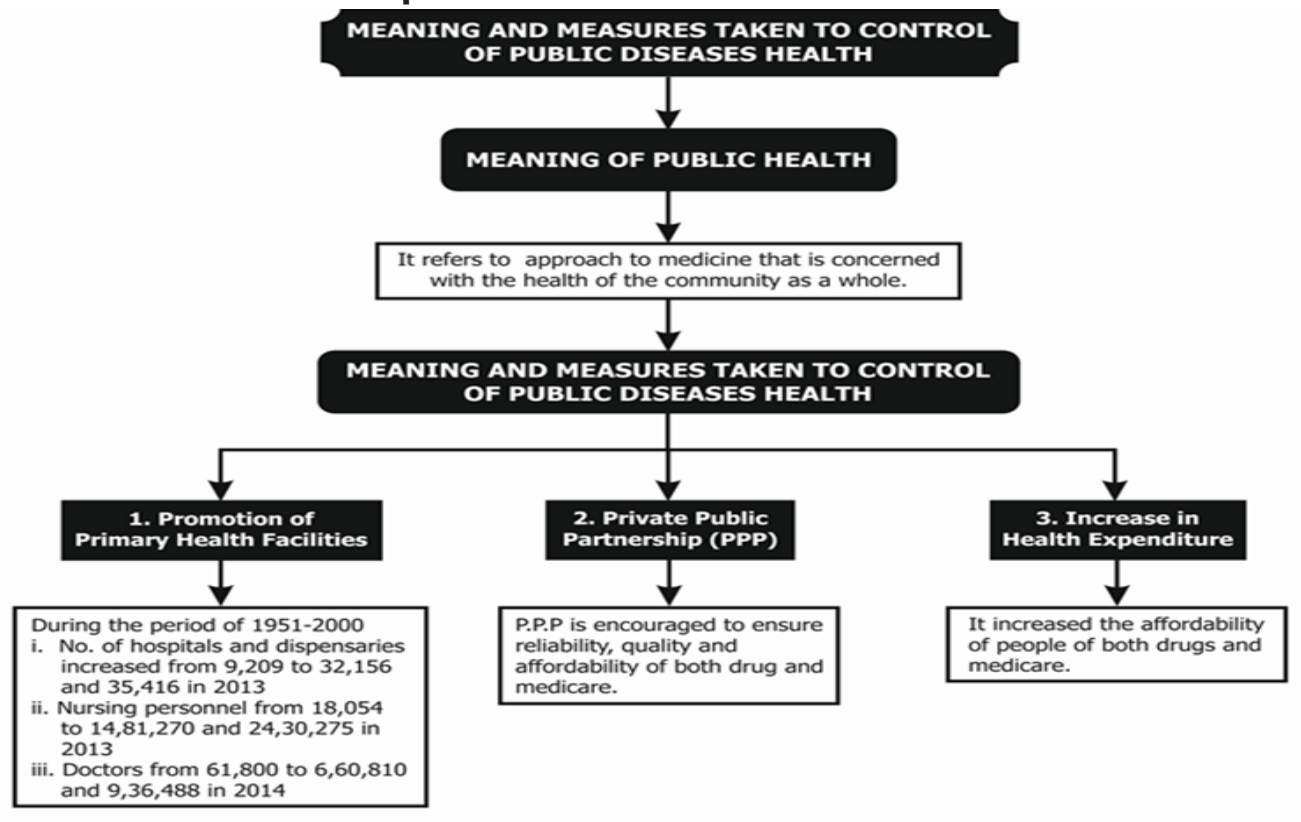 MEANING AND MEASURES TAKEN TO CONTROL
OF PUBLIC DISEASES HEALTH
MEANING OF PUBLIC HEALTH
It refers to approach to medicine that is concerned
with the health of the community as a whole.
MEANING AND MEASURES TAKEN TO CONTROL
OF PUBLIC DISEASES HEALTH
1. Promotion of
Primary Health Facilities
During the period of 1951-2000
i. No. of hospitals and dispensaries
increased from 9,209 to 32,156
and 35,416 in 2013
ii. Nursing personnel from 18,054
to 14,81,270 and 24,30,275 in
2013
iii. Doctors from 61,800 to 6,60,810
and 9,36,488 in 2014
2. Private Public
Partnership (PPP)
P.P.P is encouraged to ensure
reliability, quality and
affordability of both drug and
medicare.
3. Increase in
Health Expenditure
It increased the affordability
of people of both drugs and
medicare.